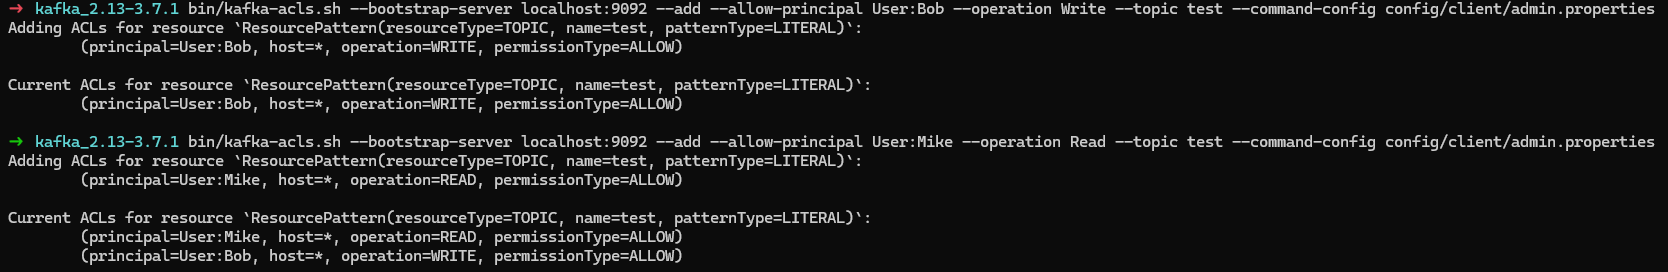 ➜ kafka_2.13-3.7.1 bin/kafka-acls.sh --bootstrap-server localhost:9092 --add --allow-principal User:Bob --operation Write --topic test --command-config config/client/admin.properties
Adding ACLs for resource `ResourcePattern(resourceType=TOPIC, name=test, patternType=LITERAL)`:
        (principal=User:Bob, host=*, operation=WRITE, permissionType=ALLOW)

Current ACLs for resource `ResourcePattern(resourceType=TOPIC, name=test, patternType=LITERAL)`:
        (principal=User:Bob, host=*, operation=WRITE, permissionType=ALLOW)

➜ kafka_2.13-3.7.1 bin/kafka-acls.sh --bootstrap-server localhost:9092 --add --allow-principal User:Mike --operation Read --topic test --command-config config/client/admin.properties
Adding ACLs for resource `ResourcePattern(resourceType=TOPIC, name=test, patternType=LITERAL)`:
        (principal=User:Mike, host=*, operation=READ, permissionType=ALLOW)

Current ACLs for resource `ResourcePattern(resourceType=TOPIC, name=test, patternType=LITERAL)`:
        (principal=User:Mike, host=*, operation=READ, permissionType=ALLOW)
        (principal=User:Bob, host=*, operation=WRITE, permissionType=ALLOW)